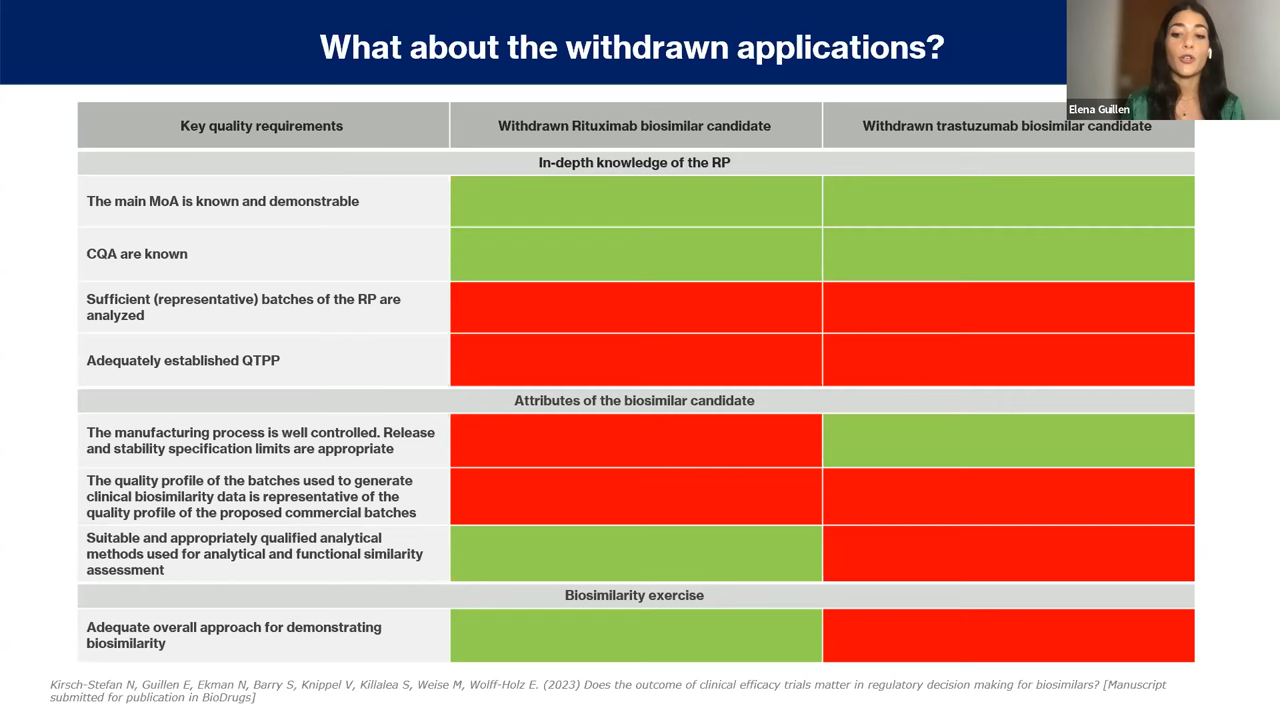 What about the withdrawn applications?
Elena Guillen
Key quality requirements
Withdrawn Rituximab biosimilar candidate
Withdrawn trastuzumab biosimilar candidate
In-depth knowledge of the RP
The main MoA is known and demonstrable
CQA are known
Sufficient (representative) batches of the RP are
analyzed
Adequately established QTPP
Attributes of the biosimilar candidate
The manufacturing process is well controlled. Release
and stability specification limits are appropriate
The quality profile of the batches used to generate
clinical biosimilarity data is representative of the
quality profile of the proposed commercial batches
Suitable and appropriately qualified analytical
methods used for analytical and functional similarity
assessment
Biosimilarity exercise
Adequate overall approach for demonstrating
biosimilarity
Kirsch-Stefan N, Guillen E, Ekman N, Barry S, Knippel V, Killalea S, Weise M, Wolff-Holz E. (2023) Does the outcome of clinical efficacy trials matter in regulatory decision making for biosimilars? [Manuscript
submitted for publication in BioDrugs]